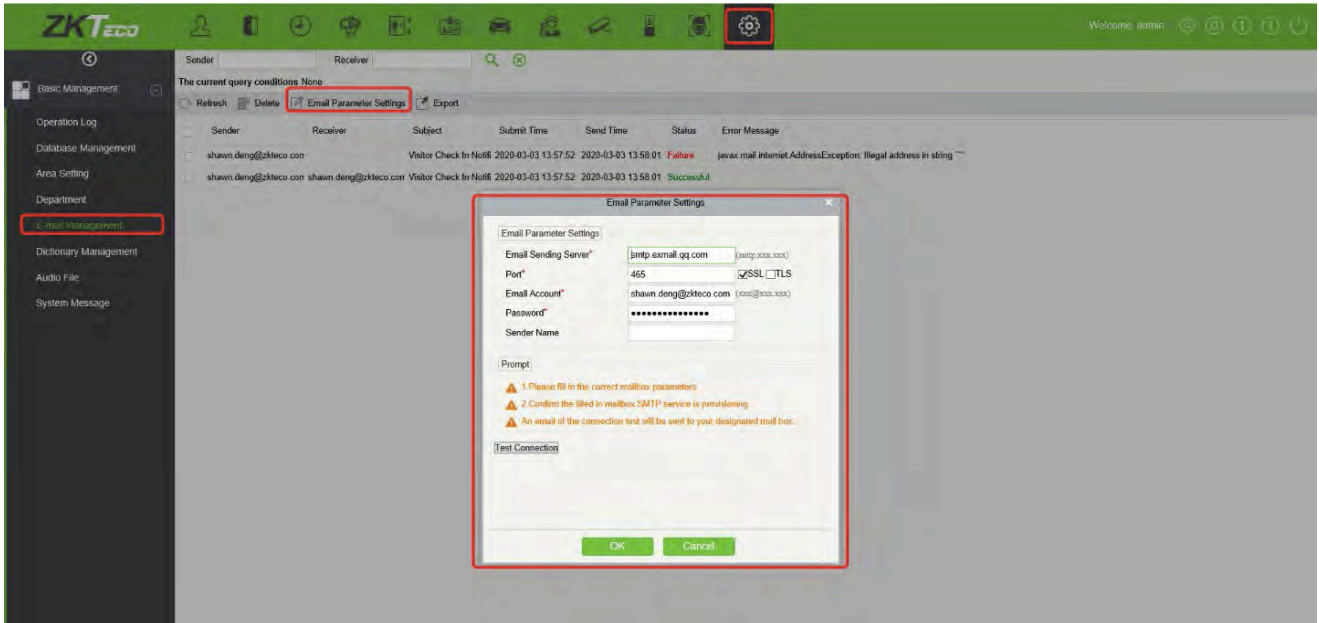 ZKTeco
Welcome, admin
Sender Receiver
Basic Management
The current query conditions None
Refresh Delete Email Parameter Settings Export
Operation Log
Sender Receiver Subject Submit Time Send Time Status Error Message
Database Management
shawn.deng@zkteco.com Visitor Check In Notifi 2020-03-03 13:57:52 2020-03-03 13:58:01 Failure javax.mail.internet.AddressException: Illegal address in string ""
Area Setting
shawn.deng@zkteco.com shawn.deng@zkteco.com Visitor Check In Notifi 2020-03-03 13:57:52 2020-03-03 13:58:01 Successful
Department
E-mail Management
Dictionary Management
Audio File
System Message
Email Parameter Settings
Email Parameter Settings
Email Sending Server* smtp.exmail.qq.com (smtp.xxx.xxx)
Port* 465 SSL TLS
Email Account* shawn.deng@zkteco.com (xxx@xxx.xxx)
Password*
Sender Name
Prompt
1.Please fill in the correct mailbox parameters
2.Confirm the filled in mailbox SMTP service is provisioning
An email of the connection test will be sent to your designated mail box.
Test Connection
OK Cancel